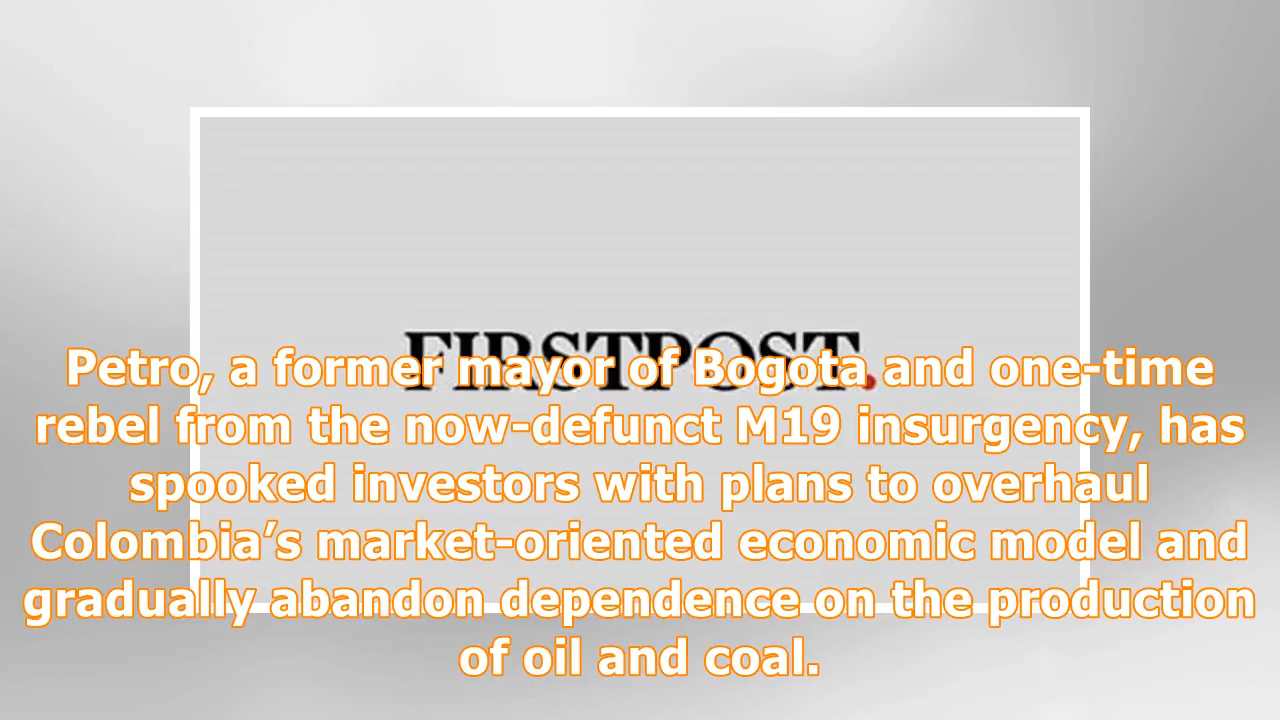 FIRSTPOST.
Petro, a former mayor of Bogota and one-time
rebel from the now-defunct M19 insurgency, has
spooked investors with plans to overhaul
Colombia’s market-oriented economic model and
gradually abandon dependence on the production
of oil and coal.